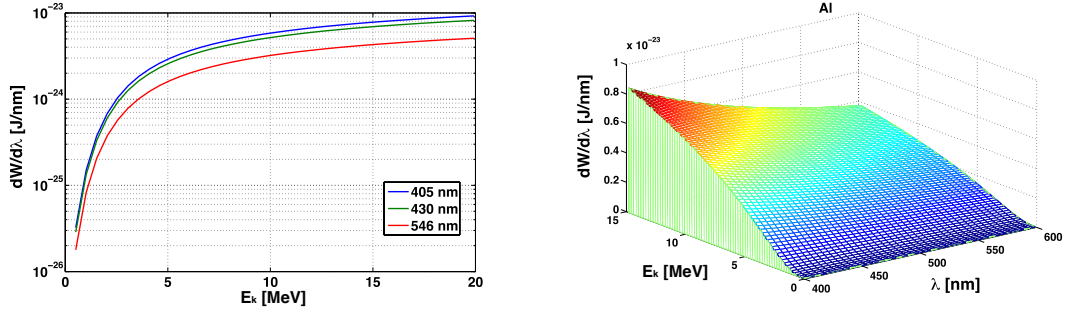 10^-23
10^-24
10^-25
10^-26
dW/dλ [J/nm]
0 5 10 15 20
Eₖ [MeV]
405 nm
430 nm
546 nm
Al
x 10^-23
1
0.8
0.6
0.4
0.2
0
dW/dλ [J/nm]
15 10 5 0
Eₖ [MeV]
400 450 500 550 600
λ [nm]